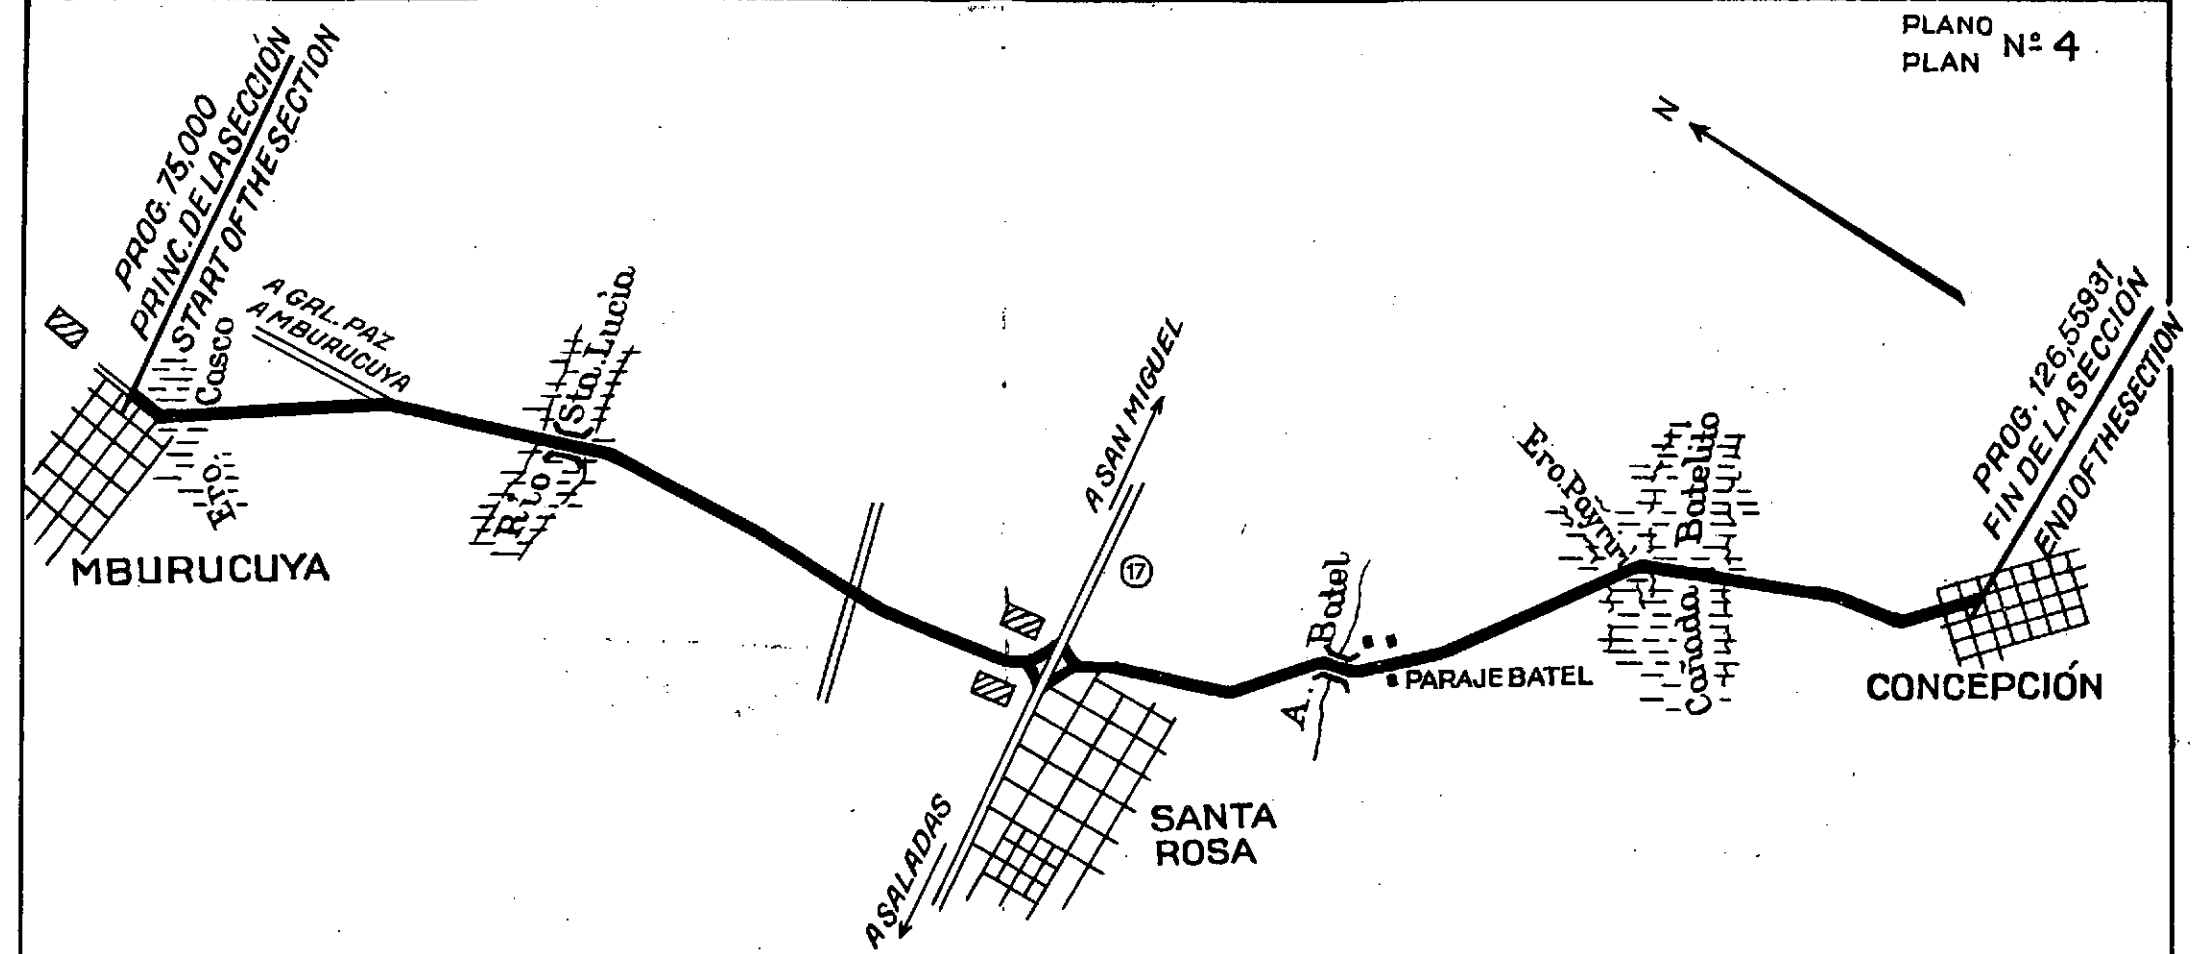 PLANO
PLAN Nº 4
N
PROG. 75,000
PRINC. DE LA SECCIÓN
START OF THE SECTION
Ero. Casco
A GRL. PAZ
A MBURUCUYA
Rio Sta. Lucia
MBURUCUYA
A SAN MIGUEL
17
A SALADAS
SANTA
ROSA
A. Batel
PARAJE BATEL
Ero. Payrin
Cañada Batelito
PROG. 126,55931
FIN DE LA SECCIÓN
END OF THE SECTION
CONCEPCIÓN